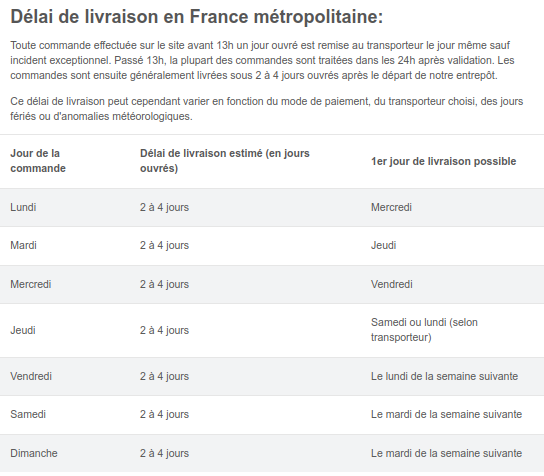 Délai de livraison en France métropolitaine:
Toute commande effectuée sur le site avant 13h un jour ouvré est remise au transporteur le jour même sauf
incident exceptionnel. Passé 13h, la plupart des commandes sont traitées dans les 24h après validation. Les
commandes sont ensuite généralement livrées sous 2 à 4 jours ouvrés après le départ de notre entrepôt.
Ce délai de livraison peut cependant varier en fonction du mode de paiement, du transporteur choisi, des jours
fériés ou d'anomalies météorologiques.
Jour de la commande Délai de livraison estimé (en jours ouvrés) 1er jour de livraison possible
Lundi 2 à 4 jours Mercredi
Mardi 2 à 4 jours Jeudi
Mercredi 2 à 4 jours Vendredi
Jeudi 2 à 4 jours Samedi ou lundi (selon transporteur)
Vendredi 2 à 4 jours Le lundi de la semaine suivante
Samedi 2 à 4 jours Le mardi de la semaine suivante
Dimanche 2 à 4 jours Le mardi de la semaine suivante